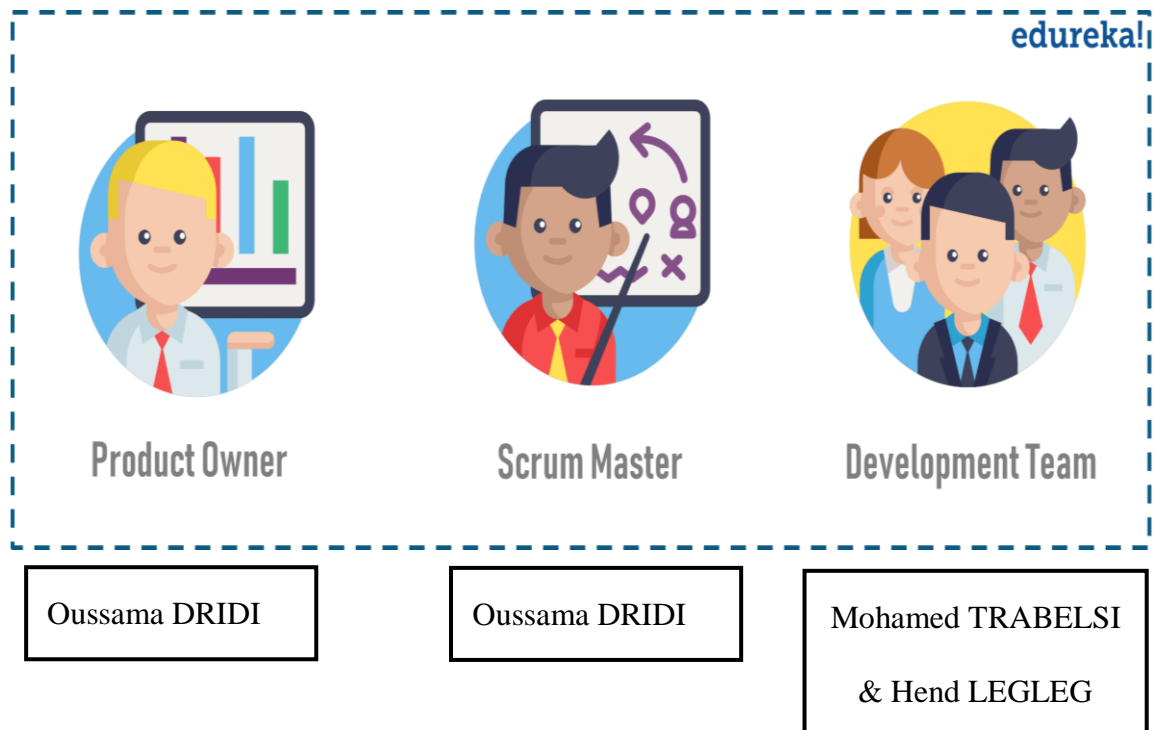 edureka!
Product Owner
Scrum Master
Development Team
Oussama DRIDI
Oussama DRIDI
Mohamed TRABELSI
& Hend LEGLEG